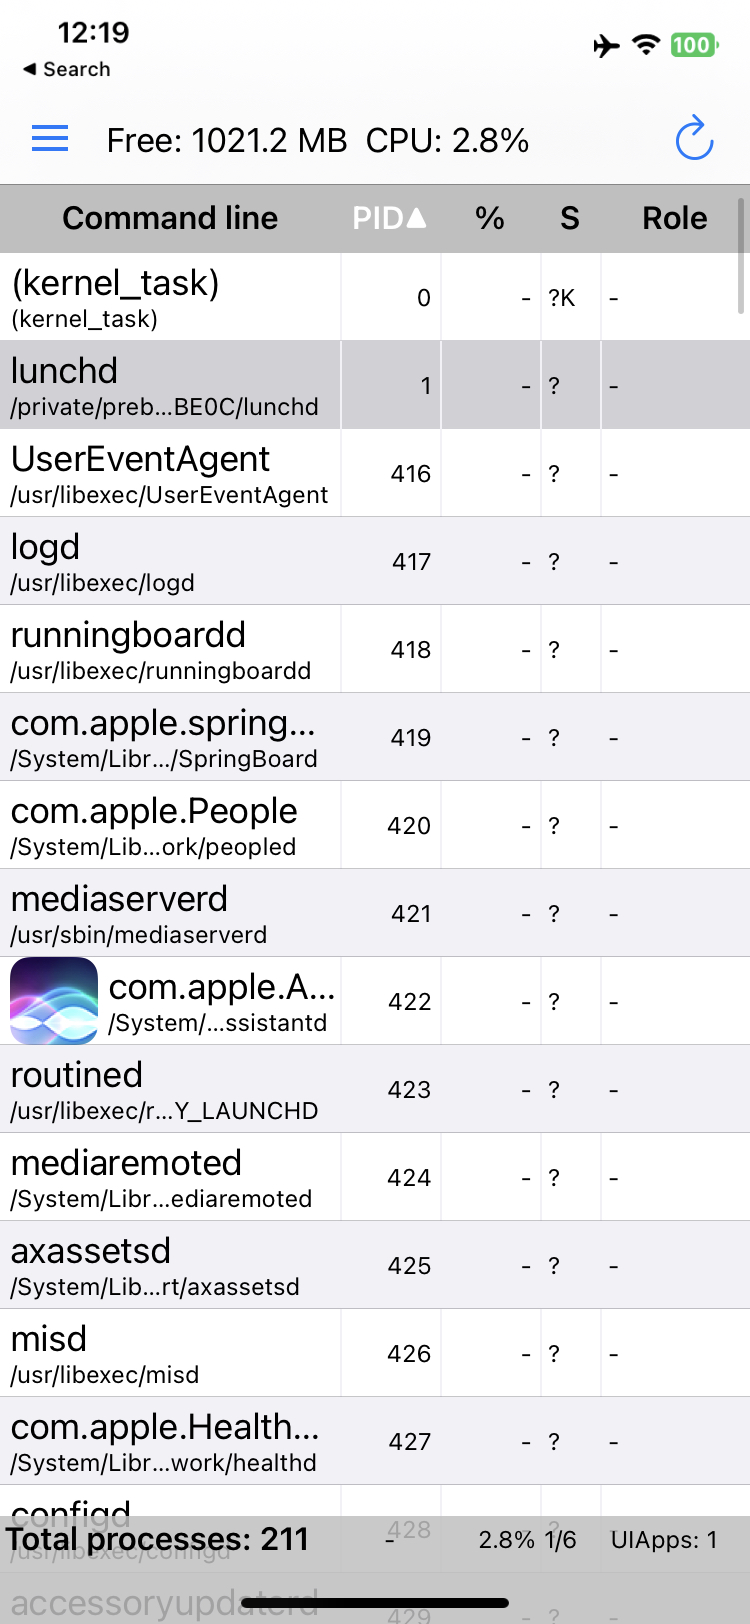 12:19
◀ Search
100
Free: 1021.2 MB CPU: 2.8%
Command line PID▲ % S Role
(kernel_task)
(kernel_task)
0 - ?K -
lunchd
/private/preb...BE0C/lunchd
1 - ? -
UserEventAgent
/usr/libexec/UserEventAgent
416 - ? -
logd
/usr/libexec/logd
417 - ? -
runningboardd
/usr/libexec/runningboardd
418 - ? -
com.apple.spring...
/System/Libr.../SpringBoard
419 - ? -
com.apple.People
/System/Lib...ork/peopled
420 - ? -
mediaserverd
/usr/sbin/mediaserverd
421 - ? -
com.apple.A...
/System/...ssistantd
422 - ? -
routined
/usr/libexec/r...Y_LAUNCHD
423 - ? -
mediaremoted
/System/Libr...ediaremoted
424 - ? -
axassetsd
/System/Lib...rt/axassetsd
425 - ? -
misd
/usr/libexec/misd
426 - ? -
com.apple.Health...
/System/Libr...work/healthd
427 - ? -
configd
/usr/libexec/configd
428 ? -
Total processes: 211 - 2.8% 1/6 UIApps: 1
accessoryupdaterd
429 - ? -